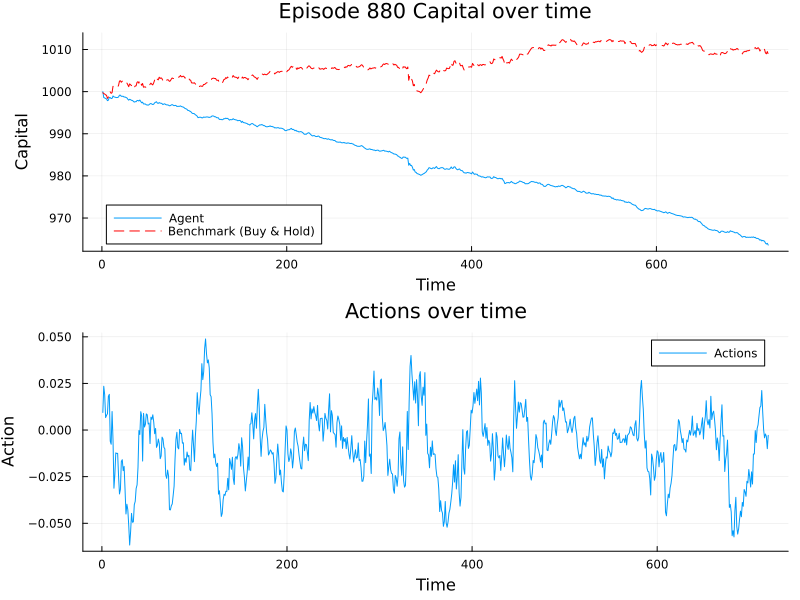 Episode 880 Capital over time
1010
1000
990
980
970
Capital
Agent
Benchmark (Buy & Hold)
0 200 400 600
Time
Actions over time
0.050
0.025
0.000
−0.025
−0.050
Action
Actions
0 200 400 600
Time